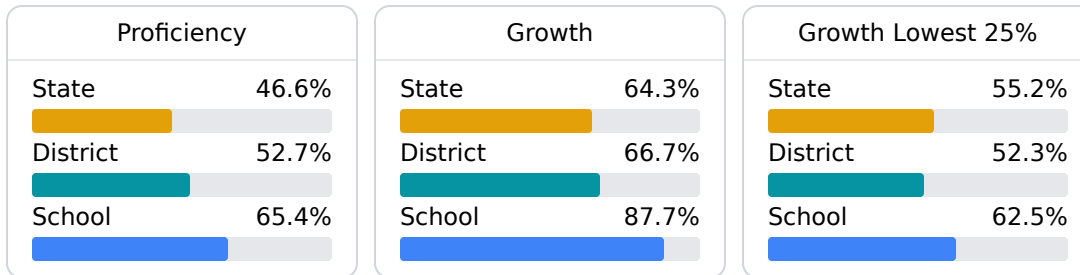 Proficiency
State 46.6%
District 52.7%
School 65.4%
Growth
State 64.3%
District 66.7%
School 87.7%
Growth Lowest 25%
State 55.2%
District 52.3%
School 62.5%